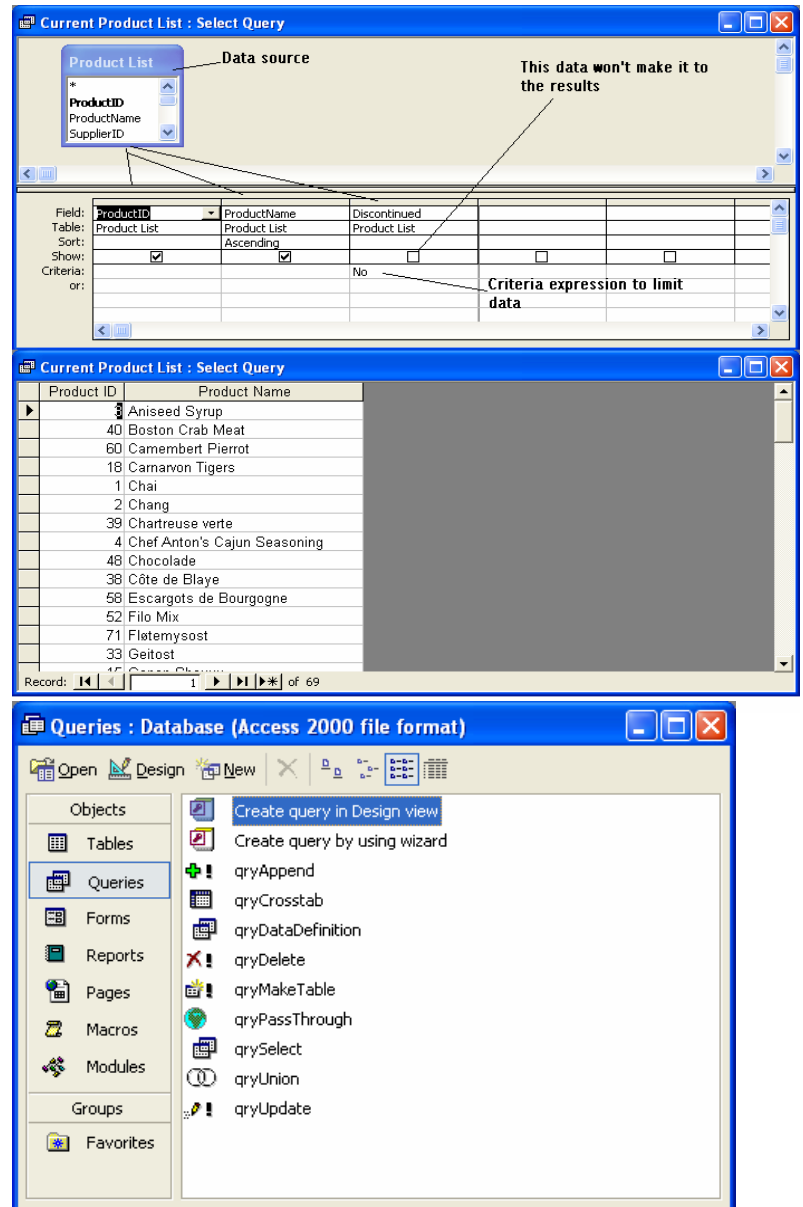 Current Product List : Select Query
Product List
Data source
This data won't make it to
the results
*
ProductID
ProductName
SupplierID
Field: ProductID ProductName Discontinued
Table: Product List Product List Product List
Sort: Ascending
Show:
Criteria: No
or:
Criteria expression to limit
data
Current Product List : Select Query
Product ID Product Name
3 Aniseed Syrup
40 Boston Crab Meat
60 Camembert Pierrot
18 Carnarvon Tigers
1 Chai
2 Chang
39 Chartreuse verte
4 Chef Anton's Cajun Seasoning
48 Chocolade
38 Côte de Blaye
58 Escargots de Bourgogne
52 Filo Mix
71 Fløtemysost
33 Geitost
Record: 1 of 69
Queries : Database (Access 2000 file format)
Open Design New
Objects
Tables
Queries
Forms
Reports
Pages
Macros
Modules
Groups
Favorites
Create query in Design view
Create query by using wizard
qryAppend
qryCrosstab
qryDataDefinition
qryDelete
qryMakeTable
qryPassThrough
qrySelect
qryUnion
qryUpdate